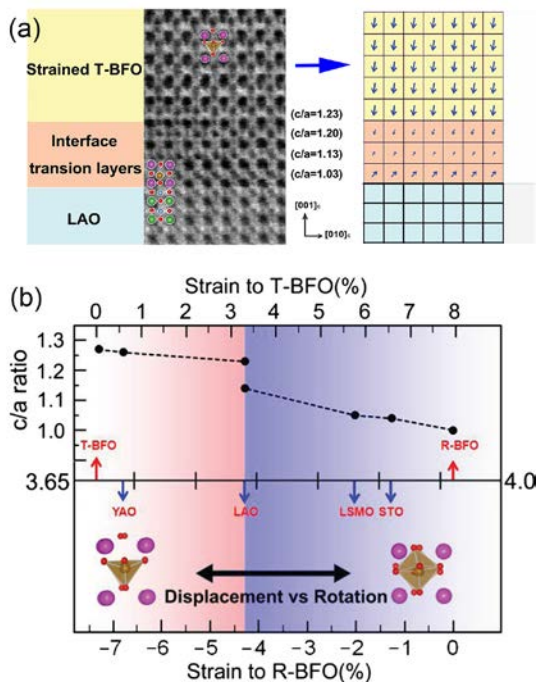 (a)
Strained T-BFO
Interface
transion layers
LAO
(c/a=1.23)
(c/a=1.20)
(c/a=1.13)
(c/a=1.03)
[001]c
[010]c
(b)
Strain to T-BFO(%)
0 1 2 3 4 5 6 7 8
c/a ratio
1.3
1.2
1.1
1.0
T-BFO
R-BFO
3.65
4.0
YAO
LAO
LSMO
STO
Displacement vs Rotation
−7 −6 −5 −4 −3 −2 −1 0
Strain to R-BFO(%)